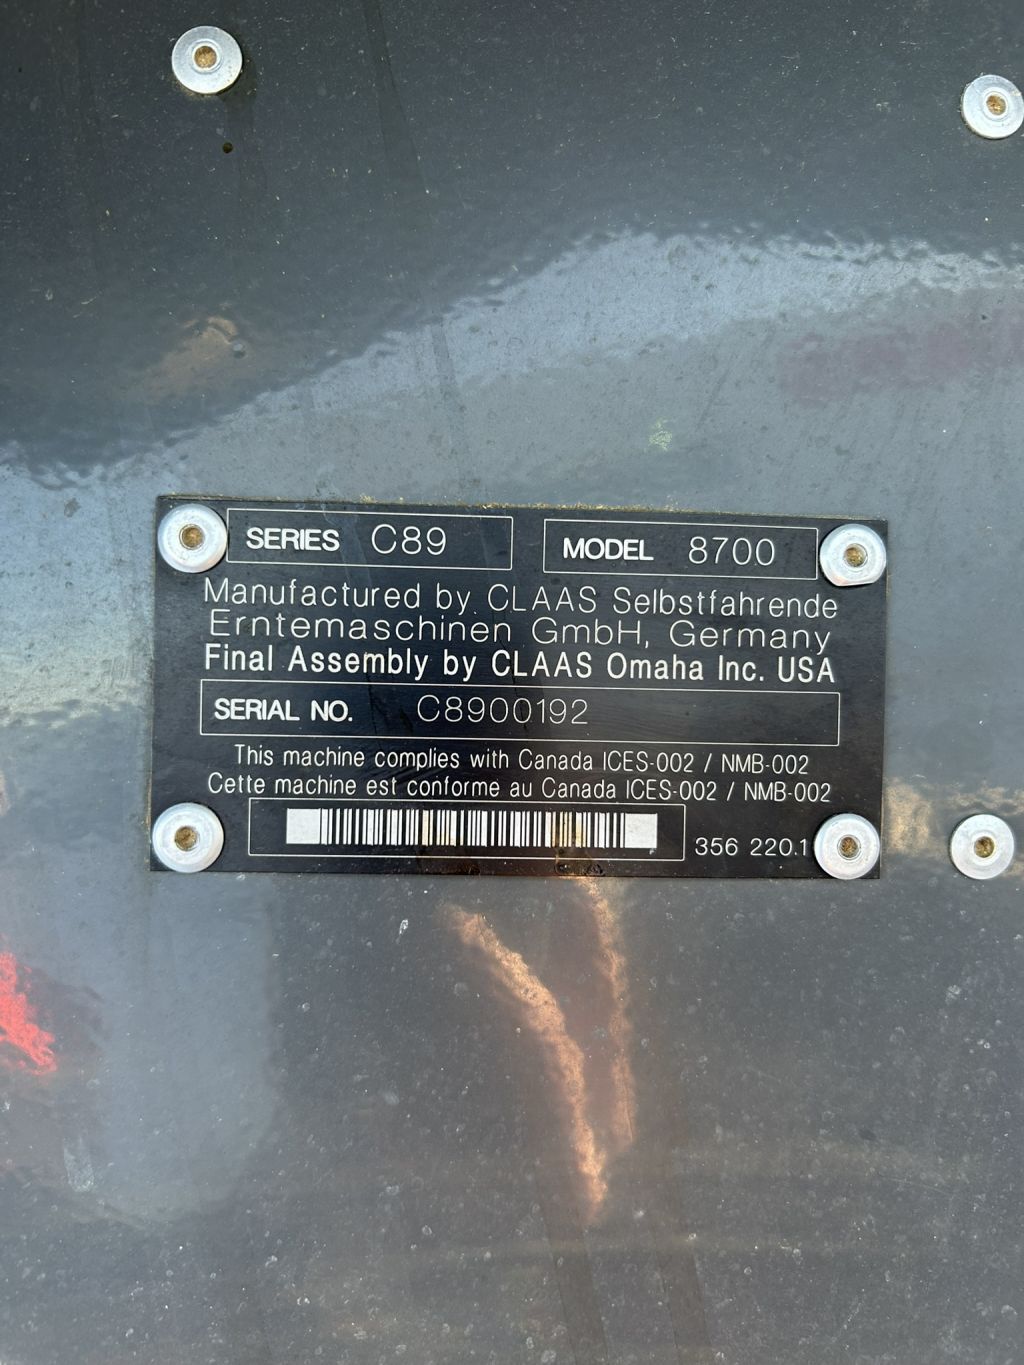 SERIES C89 MODEL 8700
Manufactured by CLAAS Selbstfahrende
Erntemaschinen GmbH, Germany
Final Assembly by CLAAS Omaha Inc. USA
SERIAL NO. C8900192
This machine complies with Canada ICES-002 / NMB-002
Cette machine est conforme au Canada ICES-002 / NMB-002
356 220.1